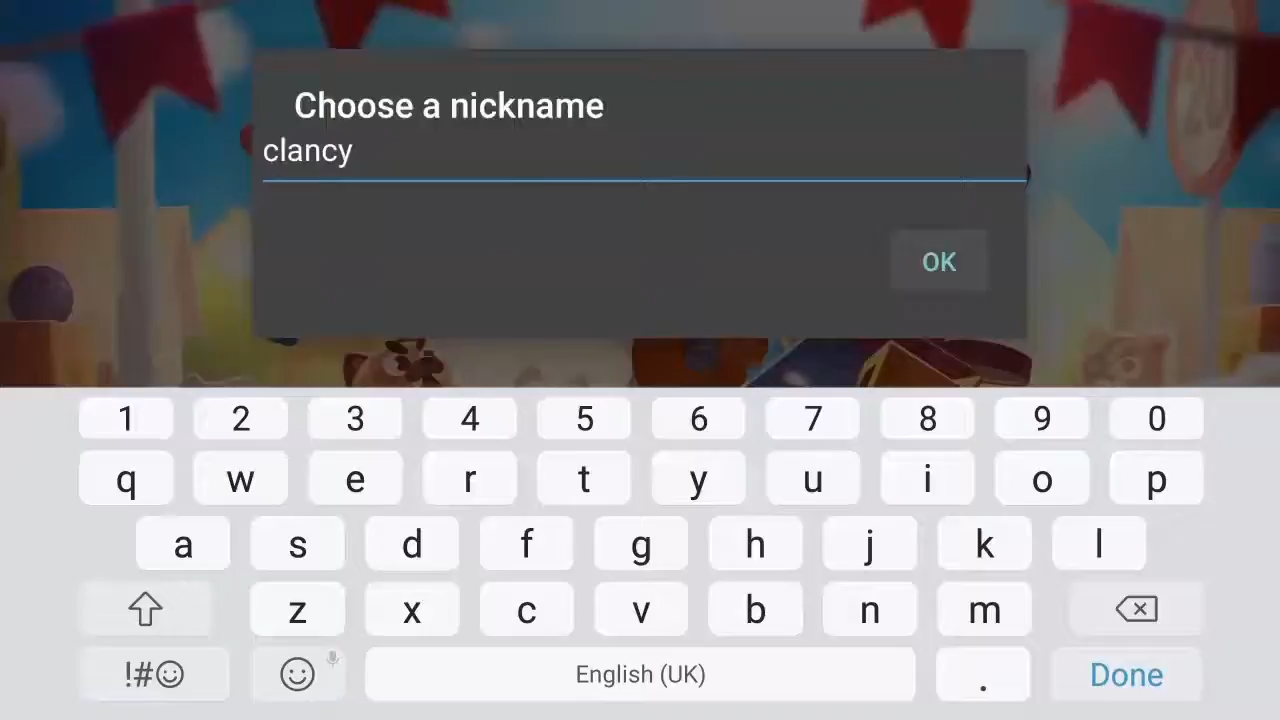 Choose a nickname
clancy
OK
1 2 3 4 5 6 7 8 9 0
q w e r t y u i o p
a s d f g h j k l
z x c v b n m
!#☺ English (UK) . Done